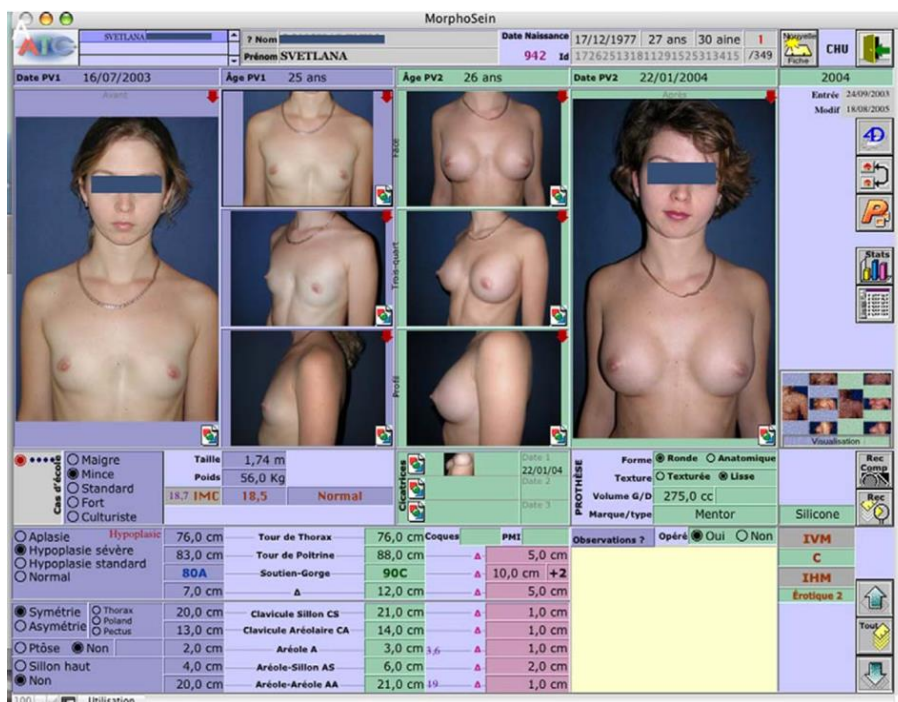 MorphoSein
SVETLANA
? Nom
Date Naissance
17/12/1977 27 ans 30 aine 1
Nouvelle Fiche
CHU
Prénom SVETLANA
942 Id 17262513181129152531341​5 /349
Date PV1 16/07/2003
Âge PV1 25 ans
Âge PV2 26 ans
Date PV2 22/01/2004
2004
Avant
Après
Entrée 24/09/2003
Modif 18/08/2005
Face
Trois-quart
Profil
4D
Stats
Visualisation
Cas d'école
Maigre
Mince
Standard
Fort
Culturiste
Taille 1,74 m
Poids 56,0 Kg
18,7 IMC 18,5 Normal
Cicatrices
Date 1
22/01/04
Date 2
Date 3
PROTHÈSE
Forme Ronde Anatomique
Texture Texturée Lisse
Volume G/D 275,0 cc
Marque/type Mentor
Silicone
Rec Comp
Rec
Aplasie Hypoplasie
Hypoplasie sévère
Hypoplasie standard
Normal
76,0 cm Tour de Thorax 76,0 cm Coques PMI
83,0 cm Tour de Poitrine 88,0 cm Δ 5,0 cm
80A Soutien-Gorge 90C Δ 10,0 cm +2
7,0 cm Δ 12,0 cm Δ 5,0 cm
Observations ? Opéré Oui Non
IVM
C
IHM
Érotique 2
Symétrie
Asymétrie
Thorax
Poland
Pectus
Ptôse Non
Sillon haut
Non
20,0 cm Clavicule Sillon CS 21,0 cm Δ 1,0 cm
13,0 cm Clavicule Aréolaire CA 14,0 cm Δ 1,0 cm
2,0 cm Aréole A 3,0 cm 3,6 Δ 1,0 cm
4,0 cm Aréole-Sillon AS 6,0 cm Δ 2,0 cm
20,0 cm Aréole-Aréole AA 21,0 cm 19 Δ 1,0 cm
Tout
100
Utilisation